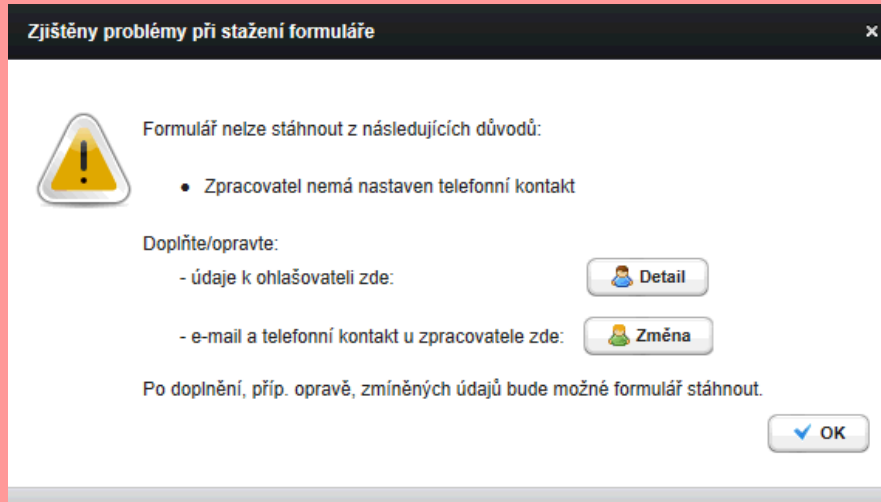 Zjištěny problémy při stažení formuláře
Formulář nelze stáhnout z následujících důvodů:
• Zpracovatel nemá nastaven telefonní kontakt
Doplňte/opravte:
- údaje k ohlašovateli zde: Detail
- e-mail a telefonní kontakt u zpracovatele zde: Změna
Po doplnění, příp. opravě, zmíněných údajů bude možné formulář stáhnout.
OK